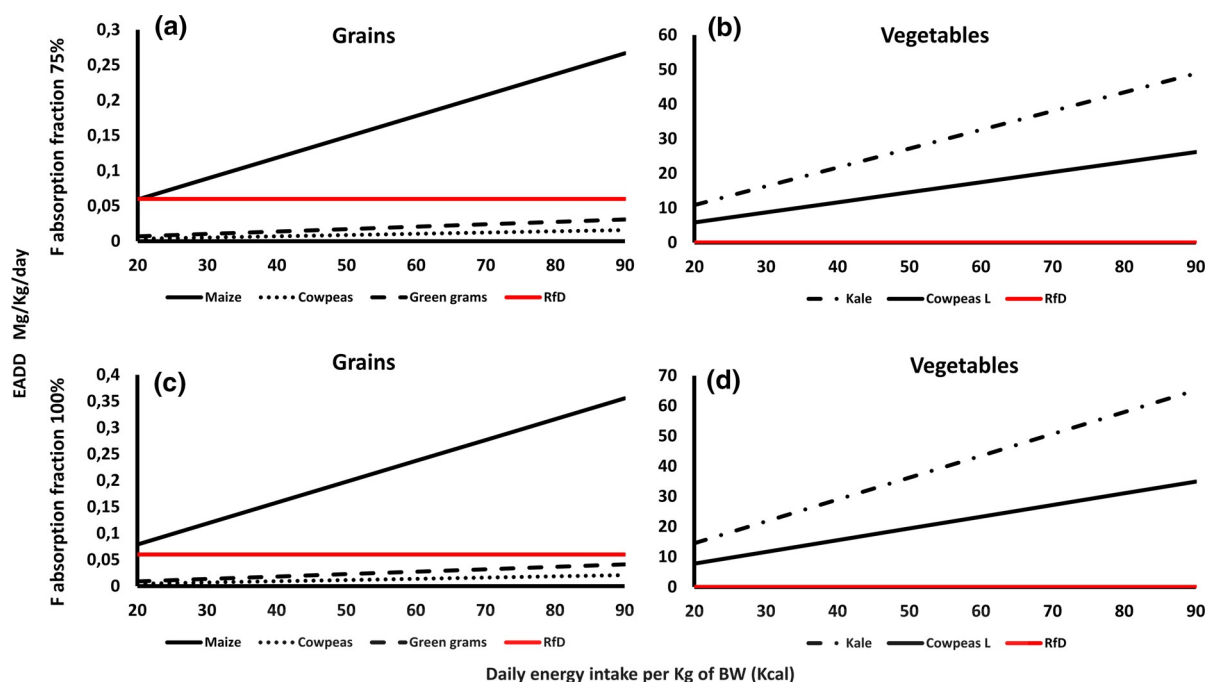 (a)
Grains
(b)
Vegetables
F absorption fraction 75%
0,3
0,25
0,2
0,15
0,1
0,05
0
20 30 40 50 60 70 80 90
Maize Cowpeas Green grams RfD
60
50
40
30
20
10
0
20 30 40 50 60 70 80 90
Kale Cowpeas L RfD
EADD Mg/Kg/day
(c)
Grains
(d)
Vegetables
F absorption fraction 100%
0,4
0,35
0,3
0,25
0,2
0,15
0,1
0,05
0
20 30 40 50 60 70 80 90
Maize Cowpeas Green grams RfD
70
60
50
40
30
20
10
0
20 30 40 50 60 70 80 90
Kale Cowpeas L RfD
Daily energy intake per Kg of BW (Kcal)